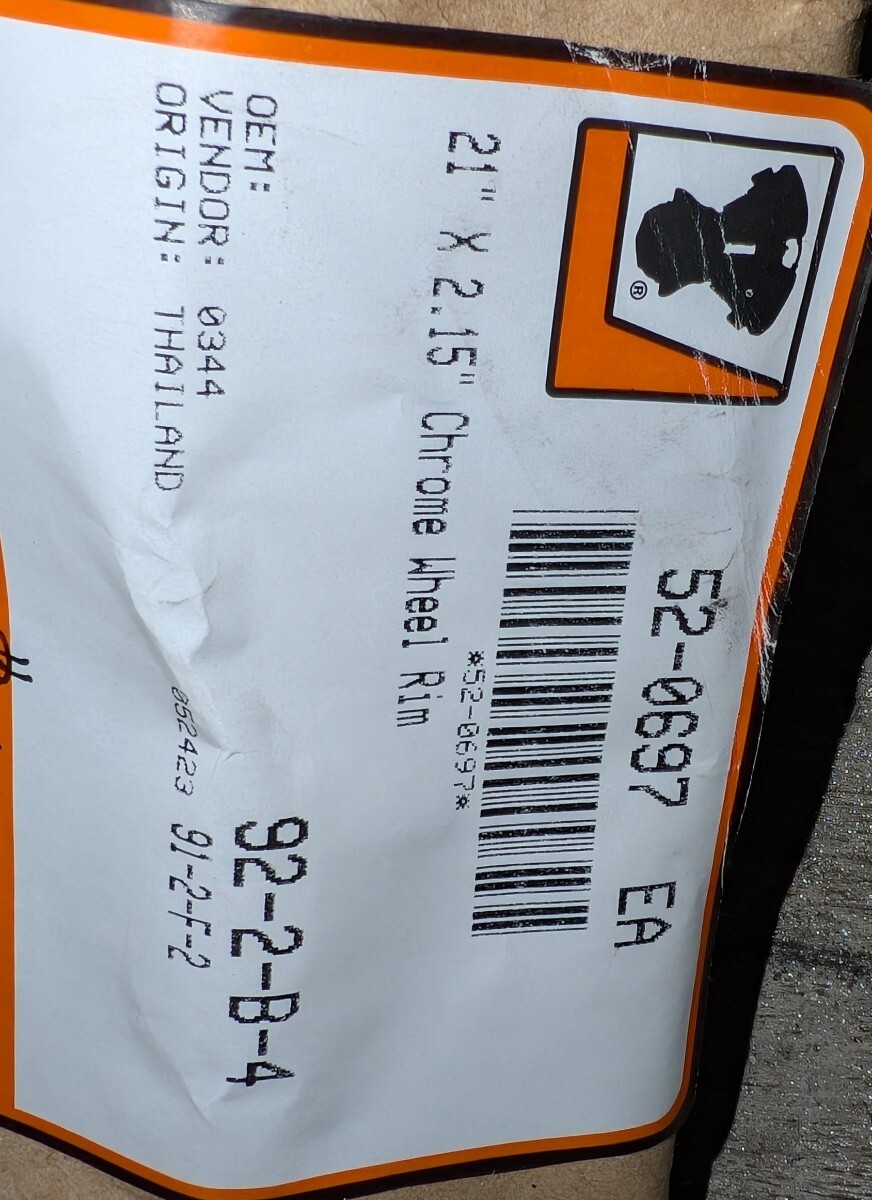 52-0697 EA
*52-0697*
21" X 2.15" Chrome Wheel Rim
®
OEM:
VENDOR: 0344
ORIGIN: THAILAND
92-2-B-4
052423 91-2-F-2